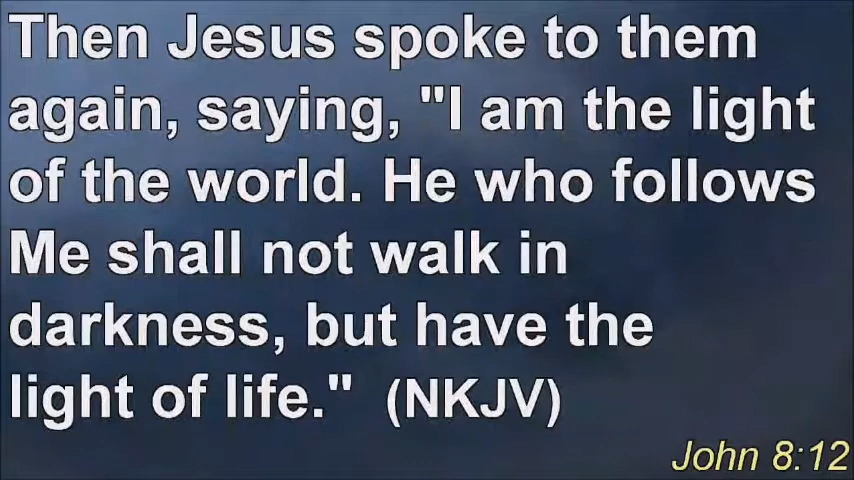 Then Jesus spoke to them
again, saying, "I am the light
of the world. He who follows
Me shall not walk in
darkness, but have the
light of life." (NKJV)
John 8:12